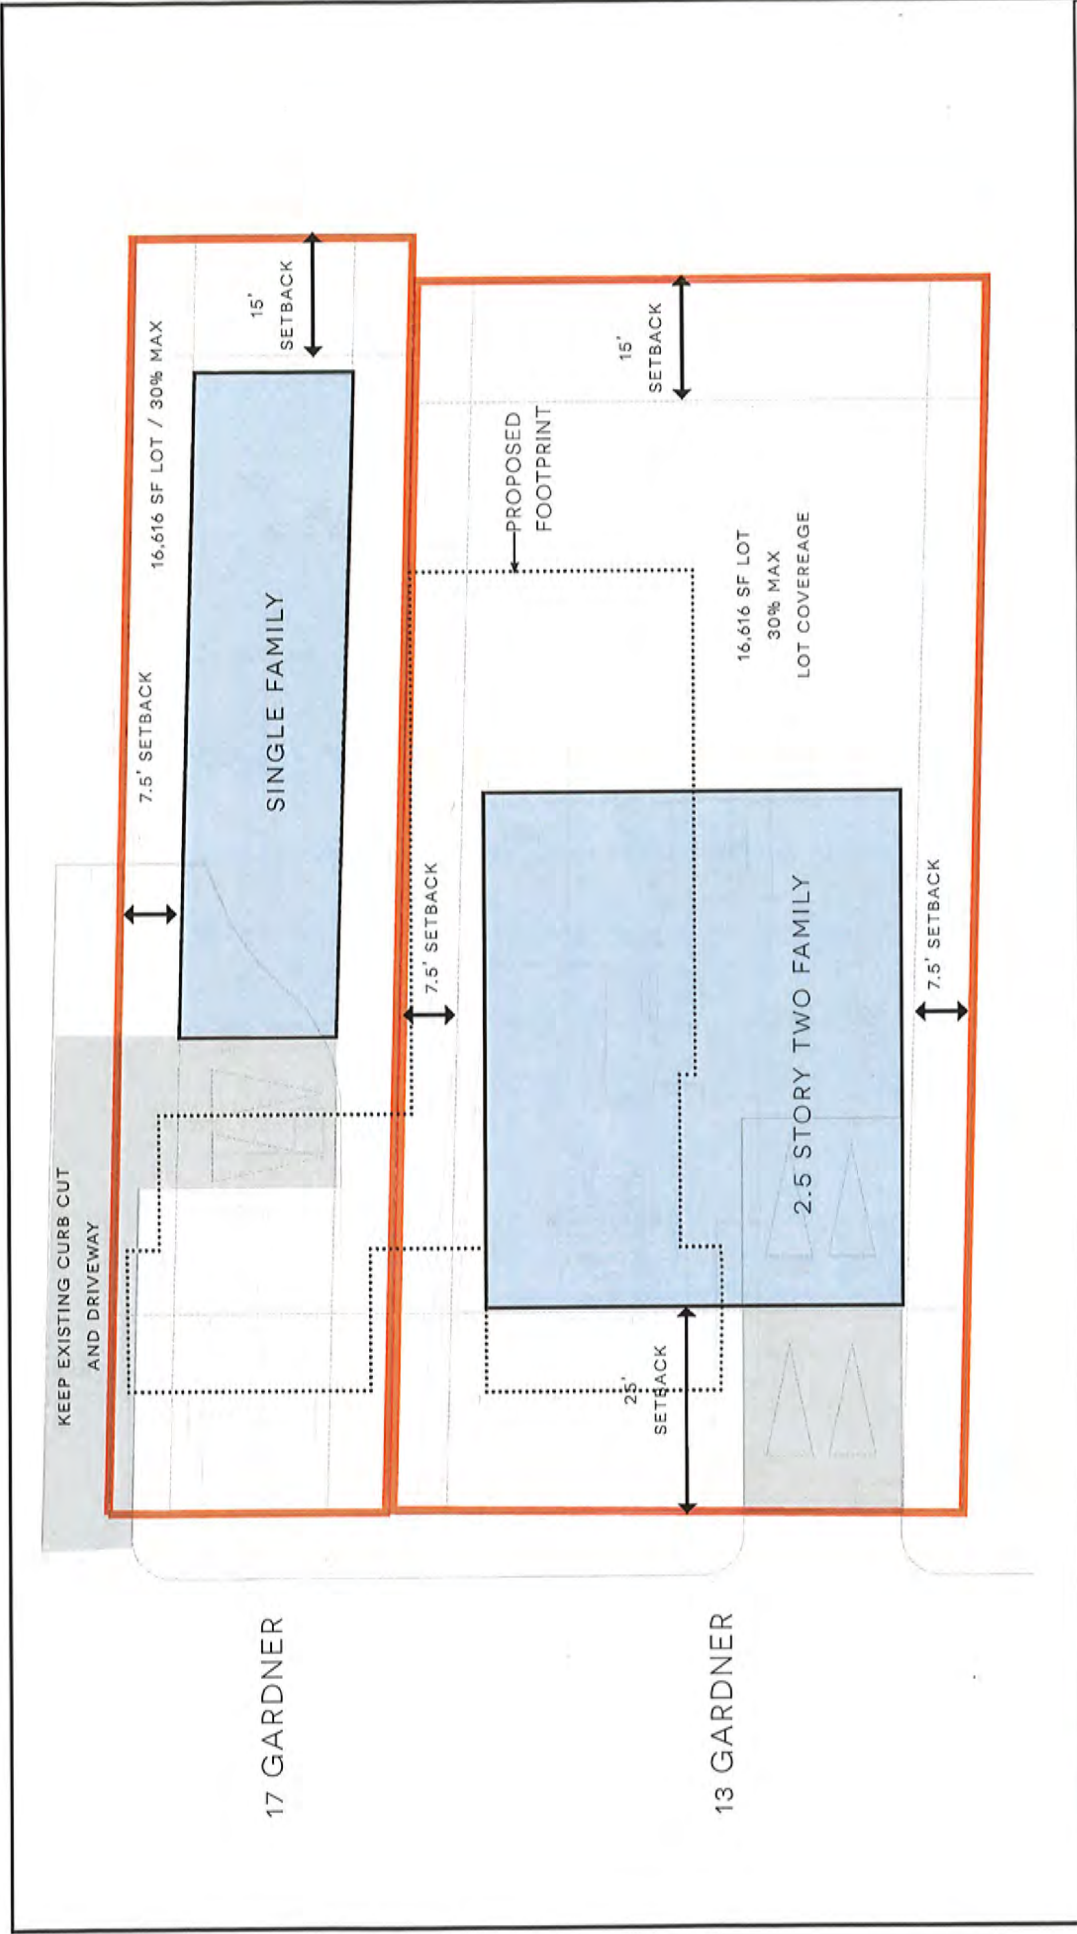 KEEP EXISTING CURB CUT
AND DRIVEWAY
7.5' SETBACK
16,616 SF LOT / 30% MAX
15'
SETBACK
SINGLE FAMILY
17 GARDNER
7.5' SETBACK
PROPOSED
FOOTPRINT
15'
SETBACK
25'
SETBACK
16,616 SF LOT
30% MAX
LOT COVEREAGE
2.5 STORY TWO FAMILY
7.5' SETBACK
13 GARDNER